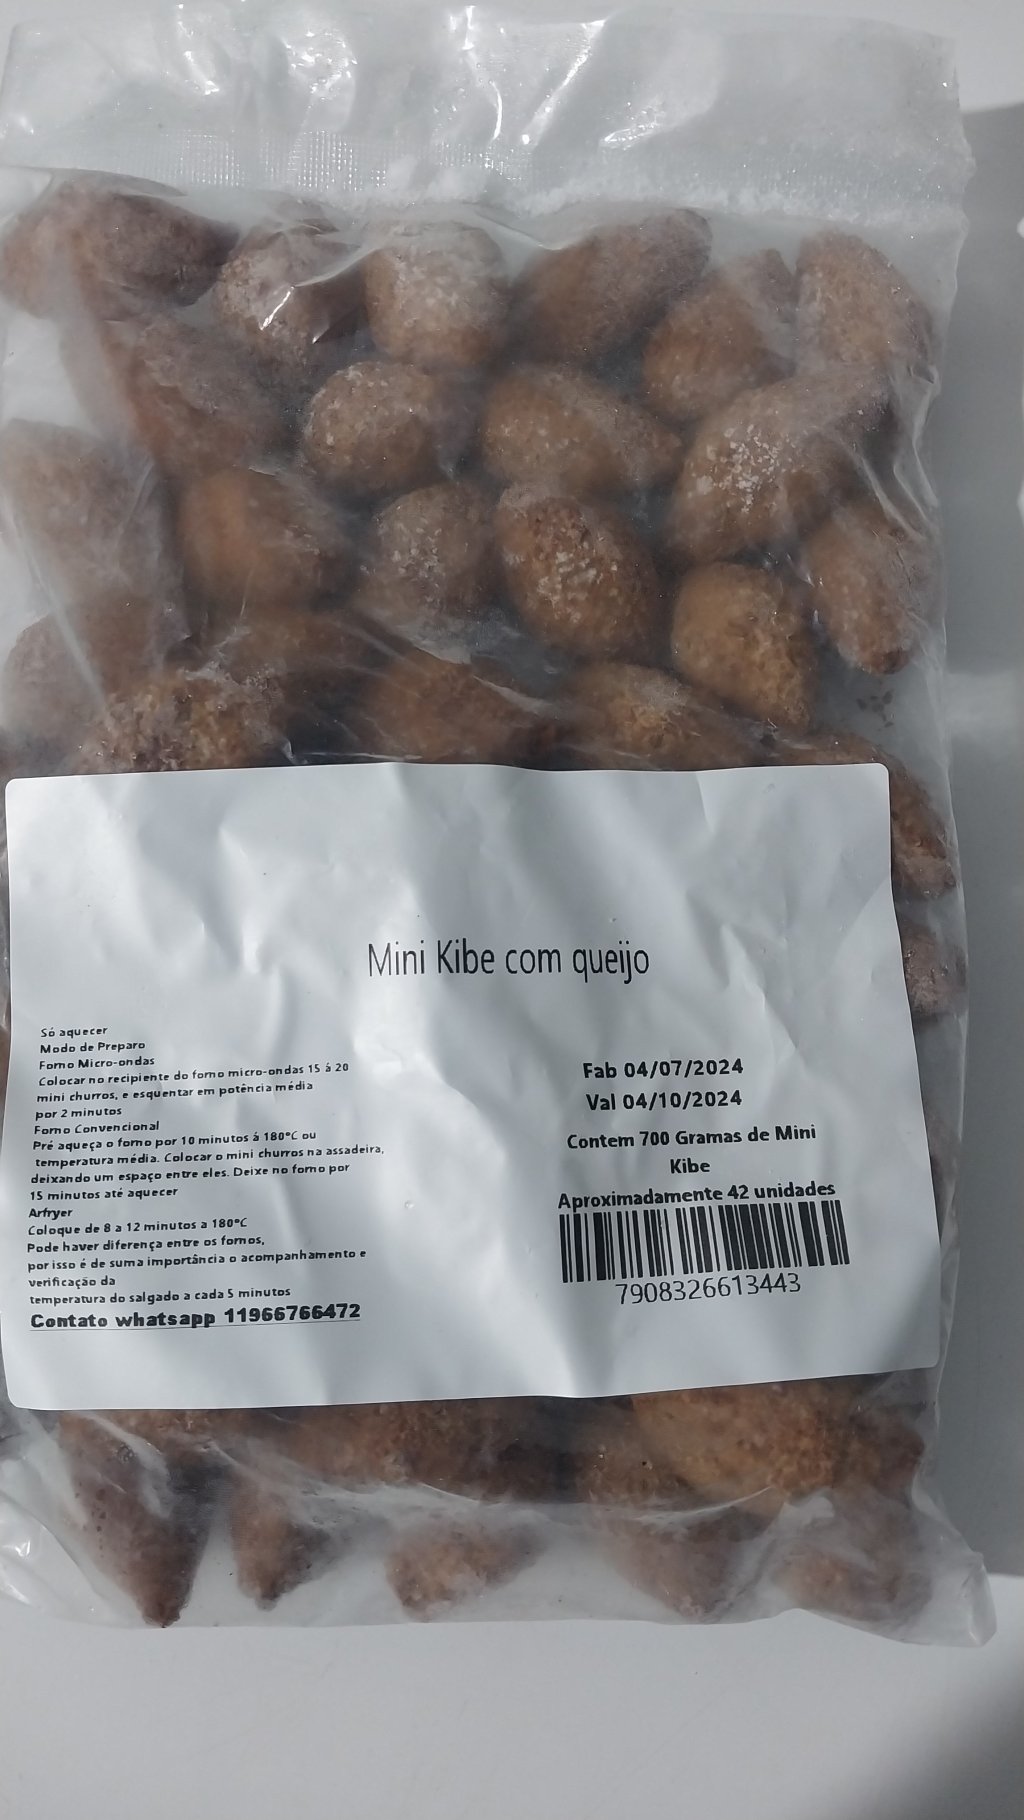 Mini Kibe com queijo
Só aquecer
Modo de Preparo
Forno Micro-ondas
Colocar no recipiente do forno micro-ondas 15 á 20
mini churros, e esquentar em potência média
por 2 minutos
Forno Convencional
Pré aqueça o forno por 10 minutos á 180°C ou
temperatura média. Colocar o mini churros na assadeira,
deixando um espaço entre eles. Deixe no forno por
15 minutos até aquecer
Arfryer
Coloque de 8 a 12 minutos a 180°C
Pode haver diferença entre os fornos,
por isso é de suma importância o acompanhamento e
verificação da
temperatura do salgado a cada 5 minutos
Contato whatsapp 11966766472
Fab 04/07/2024
Val 04/10/2024
Contem 700 Gramas de Mini
Kibe
Aproximadamente 42 unidades
7908326613443